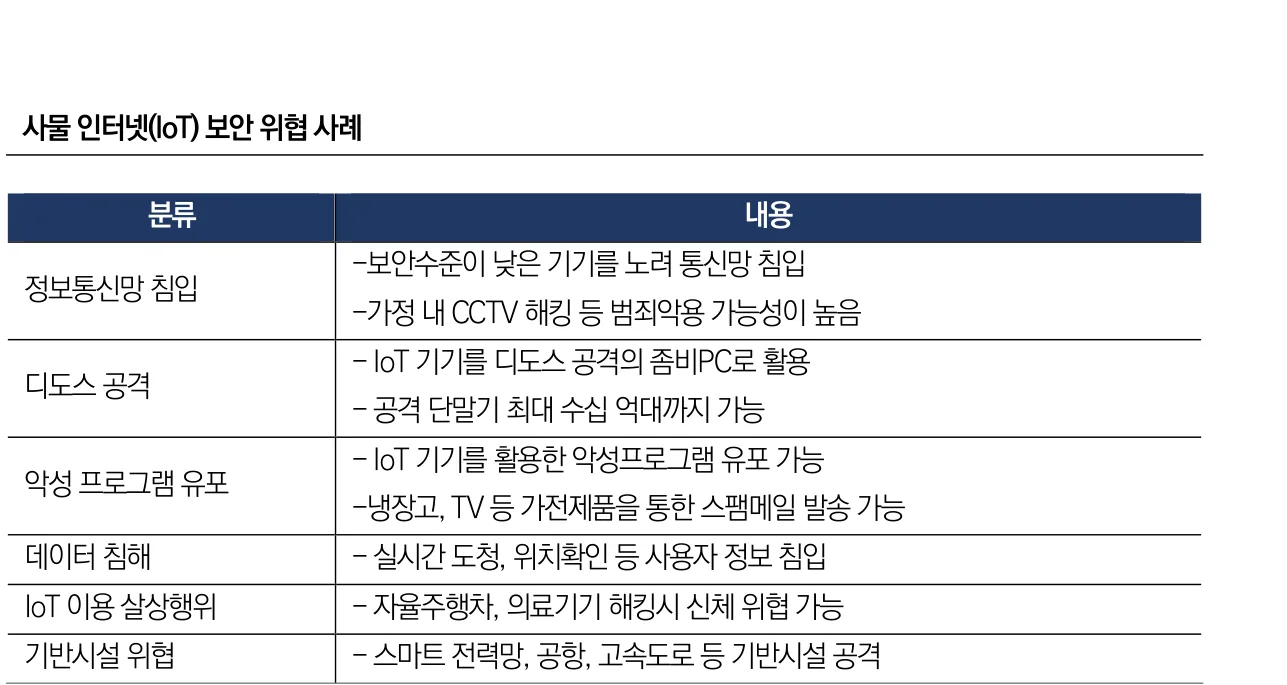 사물 인터넷(IoT) 보안 위협 사례
분류 내용
정보통신망 침입
-보안수준이 낮은 기기를 노려 통신망 침입
-가정 내 CCTV 해킹 등 범죄악용 가능성이 높음
디도스 공격
- IoT 기기를 디도스 공격의 좀비PC로 활용
- 공격 단말기 최대 수십 억대까지 가능
악성 프로그램 유포
- IoT 기기를 활용한 악성프로그램 유포 가능
-냉장고, TV 등 가전제품을 통한 스팸메일 발송 가능
데이터 침해 - 실시간 도청, 위치확인 등 사용자 정보 침입
IoT 이용 살상행위 - 자율주행차, 의료기기 해킹시 신체 위협 가능
기반시설 위협 - 스마트 전력망, 공항, 고속도로 등 기반시설 공격